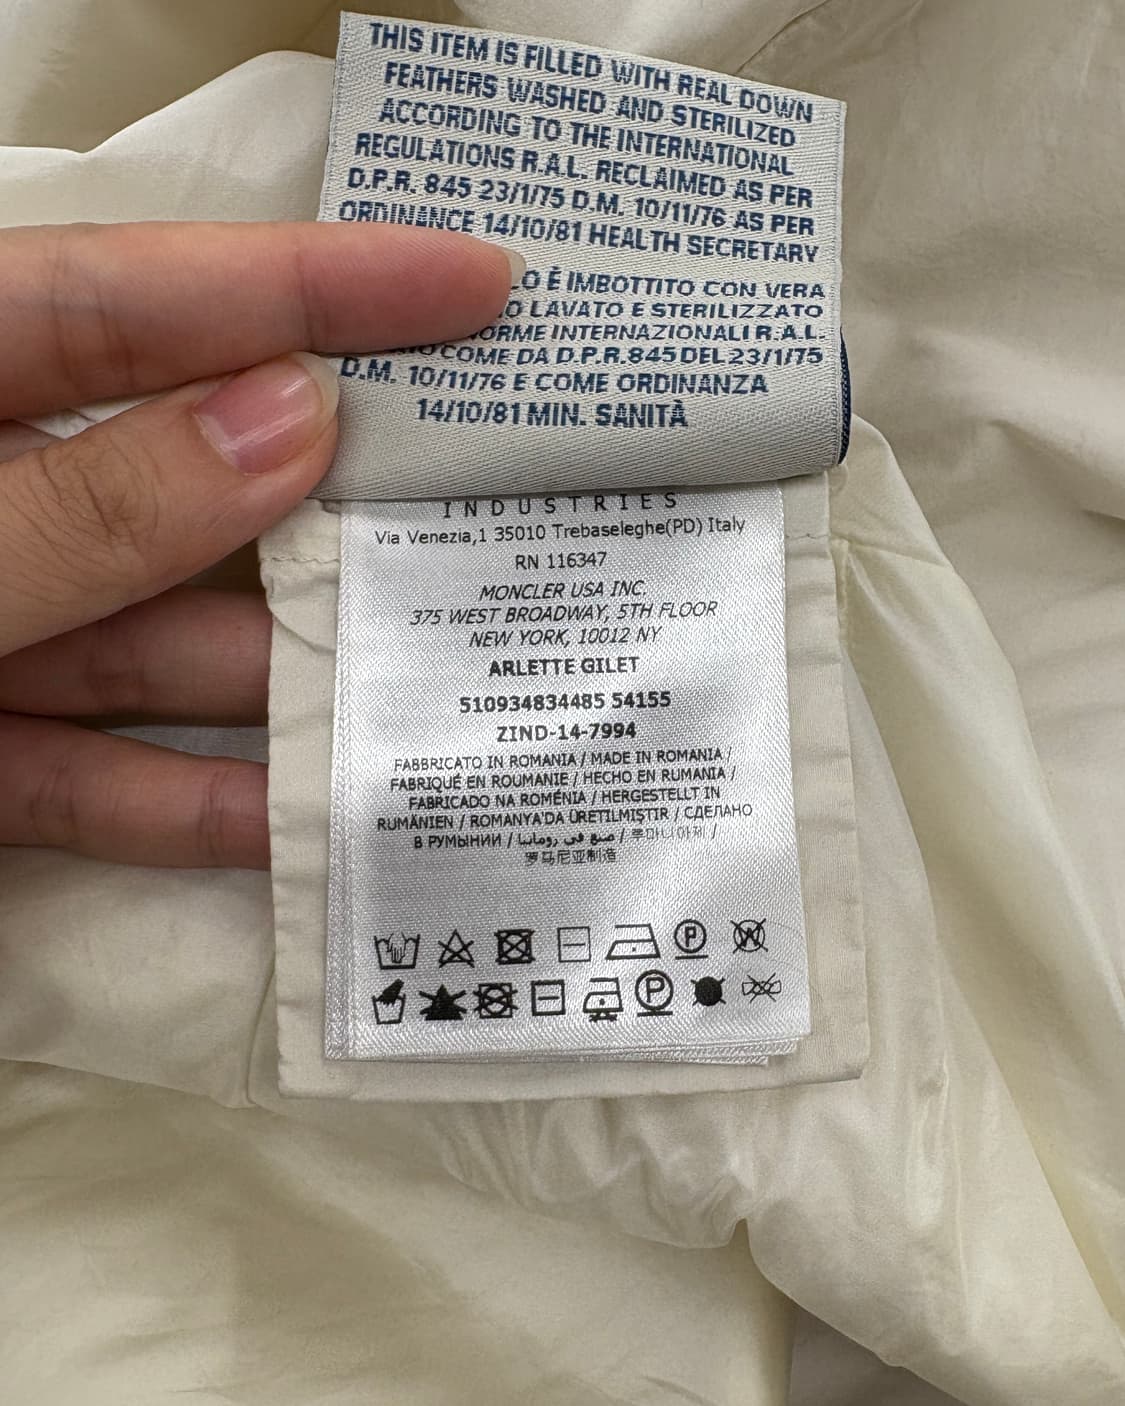 THIS ITEM IS FILLED WITH REAL DOWN
FEATHERS WASHED AND STERILIZED
ACCORDING TO THE INTERNATIONAL
REGULATIONS R.A.L. RECLAIMED AS PER
D.P.R. 845 23/1/75 D.M. 10/11/76 AS PER
ORDINANCE 14/10/81 HEALTH SECRETARY
È IMBOTTITO CON VERA
LAVATO E STERILIZZATO
NORME INTERNAZIONALI R.A.L.
COME DA D.P.R.845 DEL 23/1/75
D.M. 10/11/76 E COME ORDINANZA
14/10/81 MIN. SANITÀ
INDUSTRIES
Via Venezia,1 35010 Trebaseleghe(PD) Italy
RN 116347
MONCLER USA INC.
375 WEST BROADWAY, 5TH FLOOR
NEW YORK, 10012 NY
ARLETTE GILET
510934834485 54155
ZIND-14-7994
FABBRICATO IN ROMANIA / MADE IN ROMANIA /
FABRIQUÉ EN ROUMANIE / HECHO EN RUMANIA /
FABRICADO NA ROMÉNIA / HERGESTELLT IN
RUMÄNIEN / ROMANYA'DA ÜRETILMIŞTIR / СДЕЛАНО
В РУМЫНИИ / صنع في رومانيا / 루마니아제 /
罗马尼亚制造
P W
P